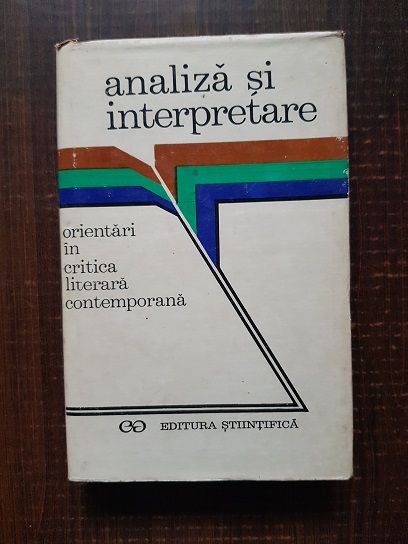 analiză și
interpretare
orientări
în
critica
literară
contemporană
EDITURA ȘTIINȚIFICĂ